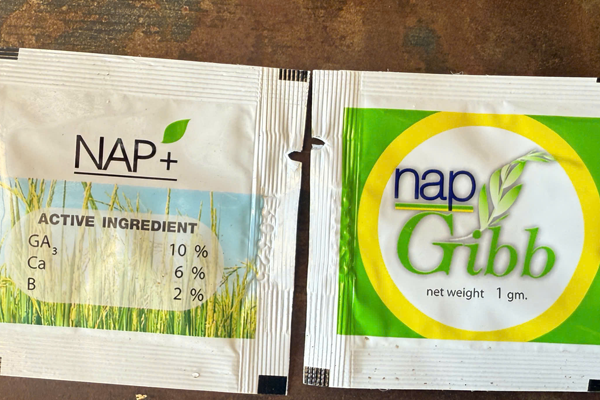 NAP+
ACTIVE INGREDIENT
GA3 10 %
Ca 6 %
B 2 %
nap
Gibb
net weight 1 gm.